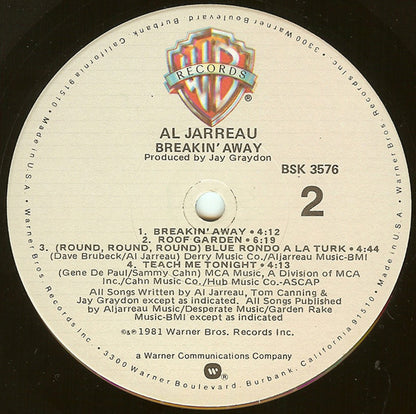 Warner Bros. Records Inc., a Subsidiary & Licensee of Warner Bros. Inc., 3300 Warner Boulevard, Burbank, California 91510 • Made in U.S.A.
WB
RECORDS
®
AL JARREAU
BREAKIN' AWAY
Produced by Jay Graydon
BSK 3576
2
1. BREAKIN' AWAY • 4:12
2. ROOF GARDEN • 6:19
3. (ROUND, ROUND, ROUND) BLUE RONDO A LA TURK • 4:44
(Dave Brubeck/Al Jarreau) Derry Music Co./Aljarreau Music-BMI
4. TEACH ME TONIGHT • 4:13
(Gene De Paul/Sammy Cahn) MCA Music, A Division of MCA
Inc./Cahn Music Co./Hub Music Co.-ASCAP
All Songs Written by Al Jarreau, Tom Canning &
Jay Graydon except as indicated. All Songs Published
by Aljarreau Music/Desperate Music/Garden Rake
Music-BMI except as indicated
©℗1981 Warner Bros. Records Inc.
a Warner Communications Company
W®